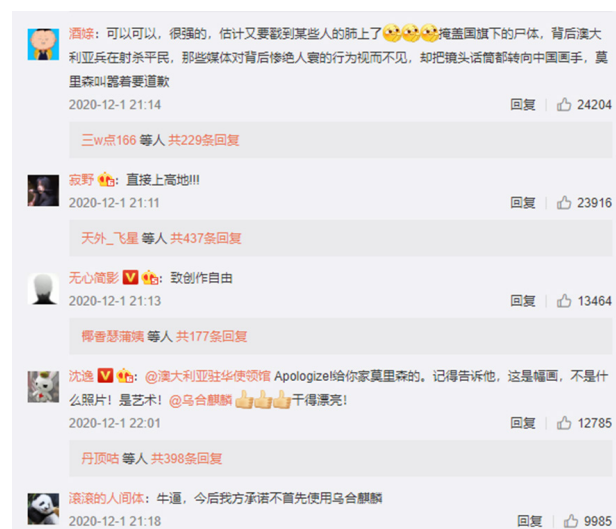 酒嫁：可以可以，很强的，估计又要戳到某些人的肺上了掩盖国旗下的尸体，背后澳大
利亚兵在射杀平民，那些媒体对背后惨绝人寰的行为视而不见，却把镜头话筒都转向中国画手，莫
里森叫嚣着要道歉
2020-12-1 21:14 回复 24204
三w点166 等人 共229条回复
寂野：直接上高地!!!
2020-12-1 21:11 回复 23916
天外_飞星 等人 共437条回复
无心简影：致创作自由
2020-12-1 21:13 回复 13464
椰香瑟蒲姨 等人 共177条回复
沈逸：@澳大利亚驻华使领馆 Apologize!给你家莫里森的。记得告诉他，这是幅画，不是什
么照片！是艺术！@乌合麒麟 干得漂亮！
2020-12-1 22:01 回复 12785
丹顶咕 等人 共398条回复
滚滚的人间体：牛逼，今后我方承诺不首先使用乌合麒麟
2020-12-1 21:18 回复 9985